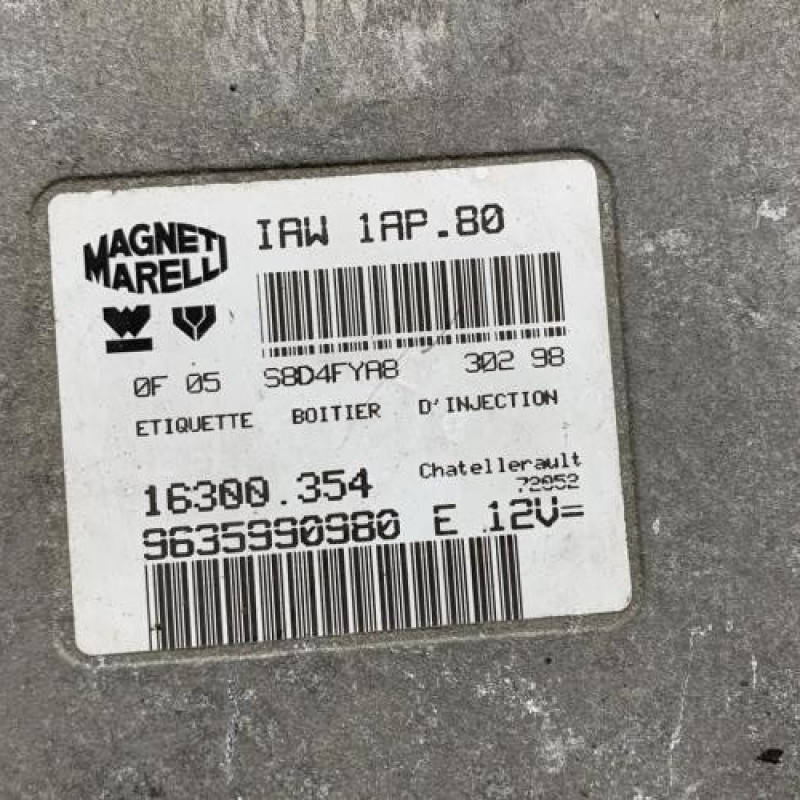 MAGNETI MARELLI
IAW 1AP.80
0F 05 S8D4FYA8 302 98
ETIQUETTE BOITIER D'INJECTION
16300.354 Chatellerault
72052
9635990980 E 12V=